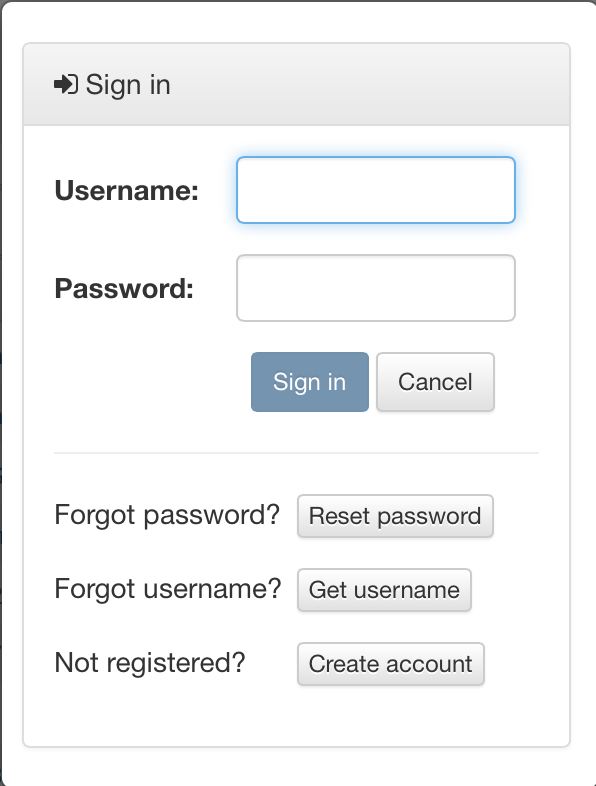 Sign in
Username:
Password:
Sign in Cancel
Forgot password? Reset password
Forgot username? Get username
Not registered? Create account